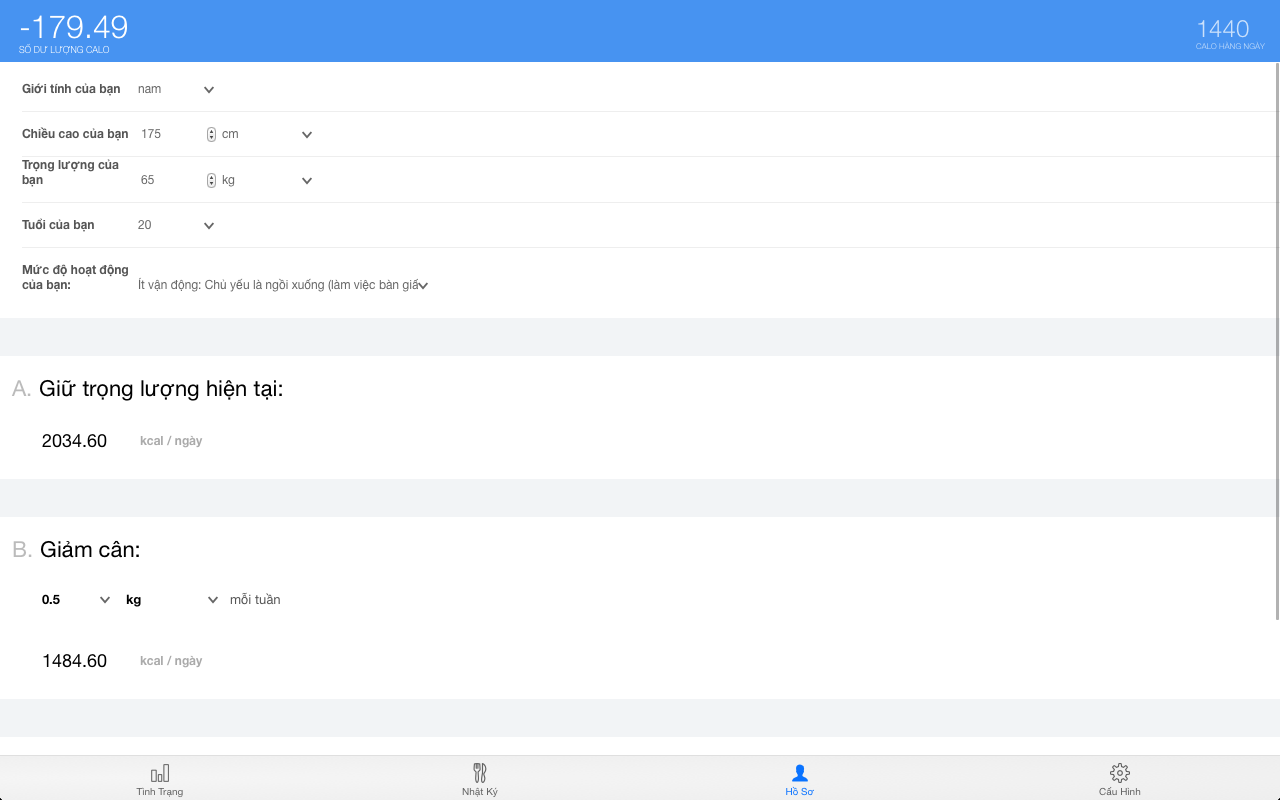 -179.49
SỐ DƯ LƯỢNG CALO
1440
CALO HÀNG NGÀY
Giới tính của bạn nam
Chiều cao của bạn 175 cm
Trọng lượng của
bạn 65 kg
Tuổi của bạn 20
Mức độ hoạt động
của bạn: Ít vận động: Chủ yếu là ngồi xuống (làm việc bàn giấ
A. Giữ trọng lượng hiện tại:
2034.60 kcal / ngày
B. Giảm cân:
0.5 kg mỗi tuần
1484.60 kcal / ngày
Tình Trạng Nhật Ký Hồ Sơ Cấu Hình